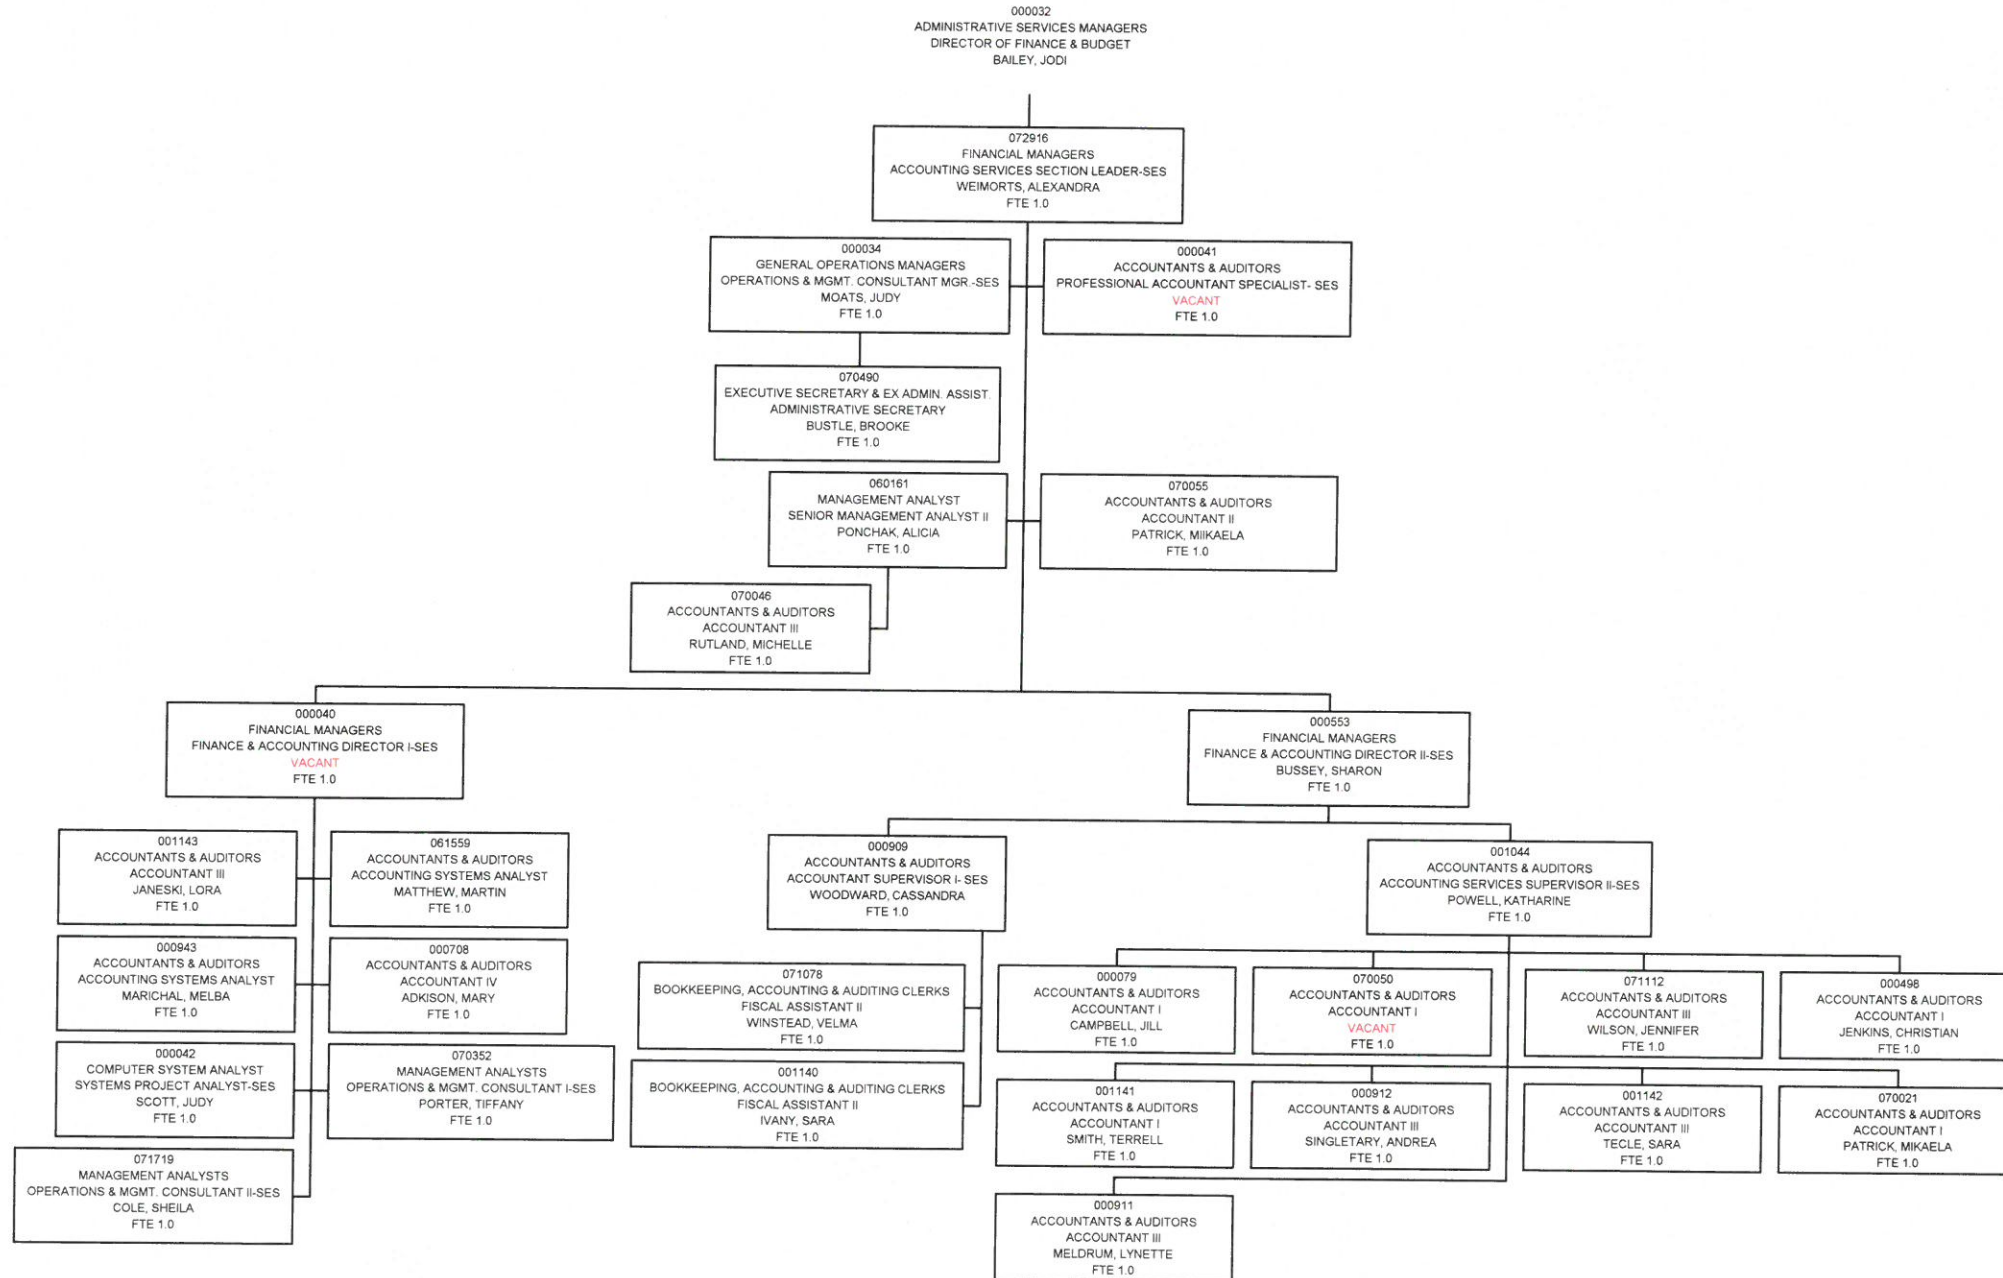 000032
ADMINISTRATIVE SERVICES MANAGERS
DIRECTOR OF FINANCE & BUDGET
BAILEY, JODI
072916
FINANCIAL MANAGERS
ACCOUNTING SERVICES SECTION LEADER-SES
WEIMORTS, ALEXANDRA
FTE 1.0
000034
GENERAL OPERATIONS MANAGERS
OPERATIONS & MGMT. CONSULTANT MGR.-SES
MOATS, JUDY
FTE 1.0
000041
ACCOUNTANTS & AUDITORS
PROFESSIONAL ACCOUNTANT SPECIALIST- SES
VACANT
FTE 1.0
070490
EXECUTIVE SECRETARY & EX ADMIN. ASSIST.
ADMINISTRATIVE SECRETARY
BUSTLE, BROOKE
FTE 1.0
060161
MANAGEMENT ANALYST
SENIOR MANAGEMENT ANALYST II
PONCHAK, ALICIA
FTE 1.0
070055
ACCOUNTANTS & AUDITORS
ACCOUNTANT II
PATRICK, MIIKAELA
FTE 1.0
070046
ACCOUNTANTS & AUDITORS
ACCOUNTANT III
RUTLAND, MICHELLE
FTE 1.0
000040
FINANCIAL MANAGERS
FINANCE & ACCOUNTING DIRECTOR I-SES
VACANT
FTE 1.0
000553
FINANCIAL MANAGERS
FINANCE & ACCOUNTING DIRECTOR II-SES
BUSSEY, SHARON
FTE 1.0
001143
ACCOUNTANTS & AUDITORS
ACCOUNTANT III
JANESKI, LORA
FTE 1.0
061559
ACCOUNTANTS & AUDITORS
ACCOUNTING SYSTEMS ANALYST
MATTHEW, MARTIN
FTE 1.0
000909
ACCOUNTANTS & AUDITORS
ACCOUNTANT SUPERVISOR I- SES
WOODWARD, CASSANDRA
FTE 1.0
001044
ACCOUNTANTS & AUDITORS
ACCOUNTING SERVICES SUPERVISOR II-SES
POWELL, KATHARINE
FTE 1.0
000943
ACCOUNTANTS & AUDITORS
ACCOUNTING SYSTEMS ANALYST
MARICHAL, MELBA
FTE 1.0
000708
ACCOUNTANTS & AUDITORS
ACCOUNTANT IV
ADKISON, MARY
FTE 1.0
071078
BOOKKEEPING, ACCOUNTING & AUDITING CLERKS
FISCAL ASSISTANT II
WINSTEAD, VELMA
FTE 1.0
000079
ACCOUNTANTS & AUDITORS
ACCOUNTANT I
CAMPBELL, JILL
FTE 1.0
070050
ACCOUNTANTS & AUDITORS
ACCOUNTANT I
VACANT
FTE 1.0
071112
ACCOUNTANTS & AUDITORS
ACCOUNTANT III
WILSON, JENNIFER
FTE 1.0
000498
ACCOUNTANTS & AUDITORS
ACCOUNTANT I
JENKINS, CHRISTIAN
FTE 1.0
000042
COMPUTER SYSTEM ANALYST
SYSTEMS PROJECT ANALYST-SES
SCOTT, JUDY
FTE 1.0
070352
MANAGEMENT ANALYSTS
OPERATIONS & MGMT. CONSULTANT I-SES
PORTER, TIFFANY
FTE 1.0
001140
BOOKKEEPING, ACCOUNTING & AUDITING CLERKS
FISCAL ASSISTANT II
IVANY, SARA
FTE 1.0
001141
ACCOUNTANTS & AUDITORS
ACCOUNTANT I
SMITH, TERRELL
FTE 1.0
000912
ACCOUNTANTS & AUDITORS
ACCOUNTANT III
SINGLETARY, ANDREA
FTE 1.0
001142
ACCOUNTANTS & AUDITORS
ACCOUNTANT III
TECLE, SARA
FTE 1.0
070021
ACCOUNTANTS & AUDITORS
ACCOUNTANT I
PATRICK, MIKAELA
FTE 1.0
071719
MANAGEMENT ANALYSTS
OPERATIONS & MGMT. CONSULTANT II-SES
COLE, SHEILA
FTE 1.0
000911
ACCOUNTANTS & AUDITORS
ACCOUNTANT III
MELDRUM, LYNETTE
FTE 1.0